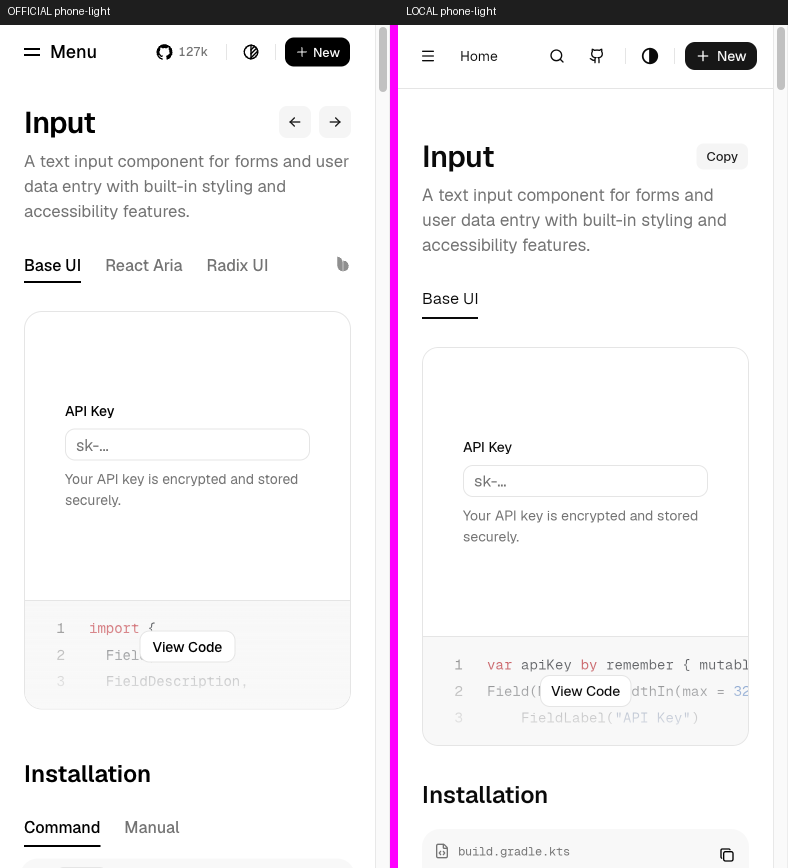 OFFICIAL phone-light
Menu
127k
New
Input
A text input component for forms and user
data entry with built-in styling and
accessibility features.
Base UI
React Aria
Radix UI
API Key
sk-...
Your API key is encrypted and stored
securely.
1 import {
2 Fiel
3 FieldDescription,
View Code
Installation
Command
Manual
LOCAL phone-light
Home
New
Input
Copy
A text input component for forms and
user data entry with built-in styling and
accessibility features.
Base UI
API Key
sk-...
Your API key is encrypted and stored
securely.
1 var apiKey by remember { mutabl
2 Field( dthIn(max = 32
3 FieldLabel("API Key")
View Code
Installation
build.gradle.kts